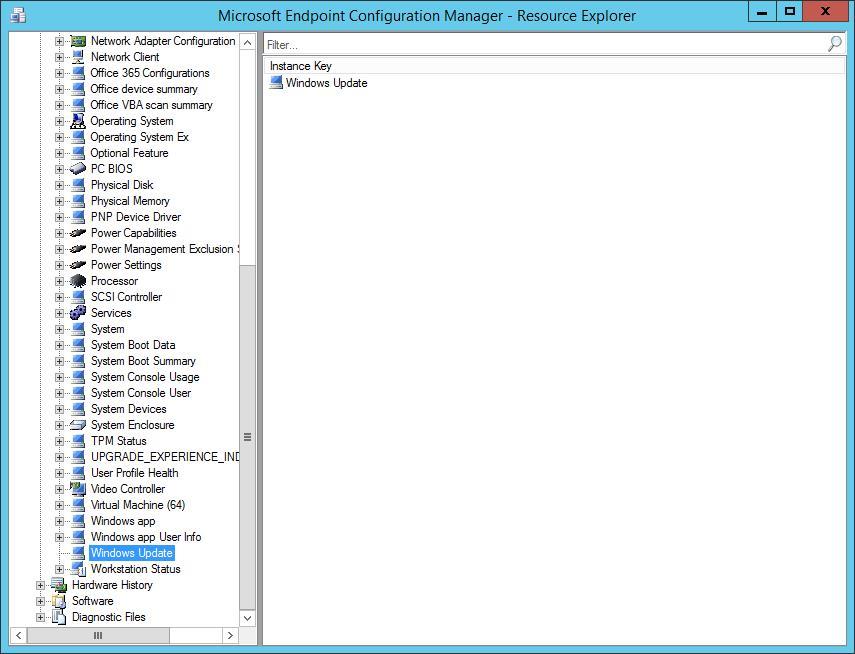 Microsoft Endpoint Configuration Manager - Resource Explorer
Network Adapter Configuration
Network Client
Office 365 Configurations
Office device summary
Office VBA scan summary
Operating System
Operating System Ex
Optional Feature
PC BIOS
Physical Disk
Physical Memory
PNP Device Driver
Power Capabilities
Power Management Exclusion
Power Settings
Processor
SCSI Controller
Services
System
System Boot Data
System Boot Summary
System Console Usage
System Console User
System Devices
System Enclosure
TPM Status
UPGRADE_EXPERIENCE_IND
User Profile Health
Video Controller
Virtual Machine (64)
Windows app
Windows app User Info
Windows Update
Workstation Status
Hardware History
Software
Diagnostic Files
Filter...
Instance Key
Windows Update